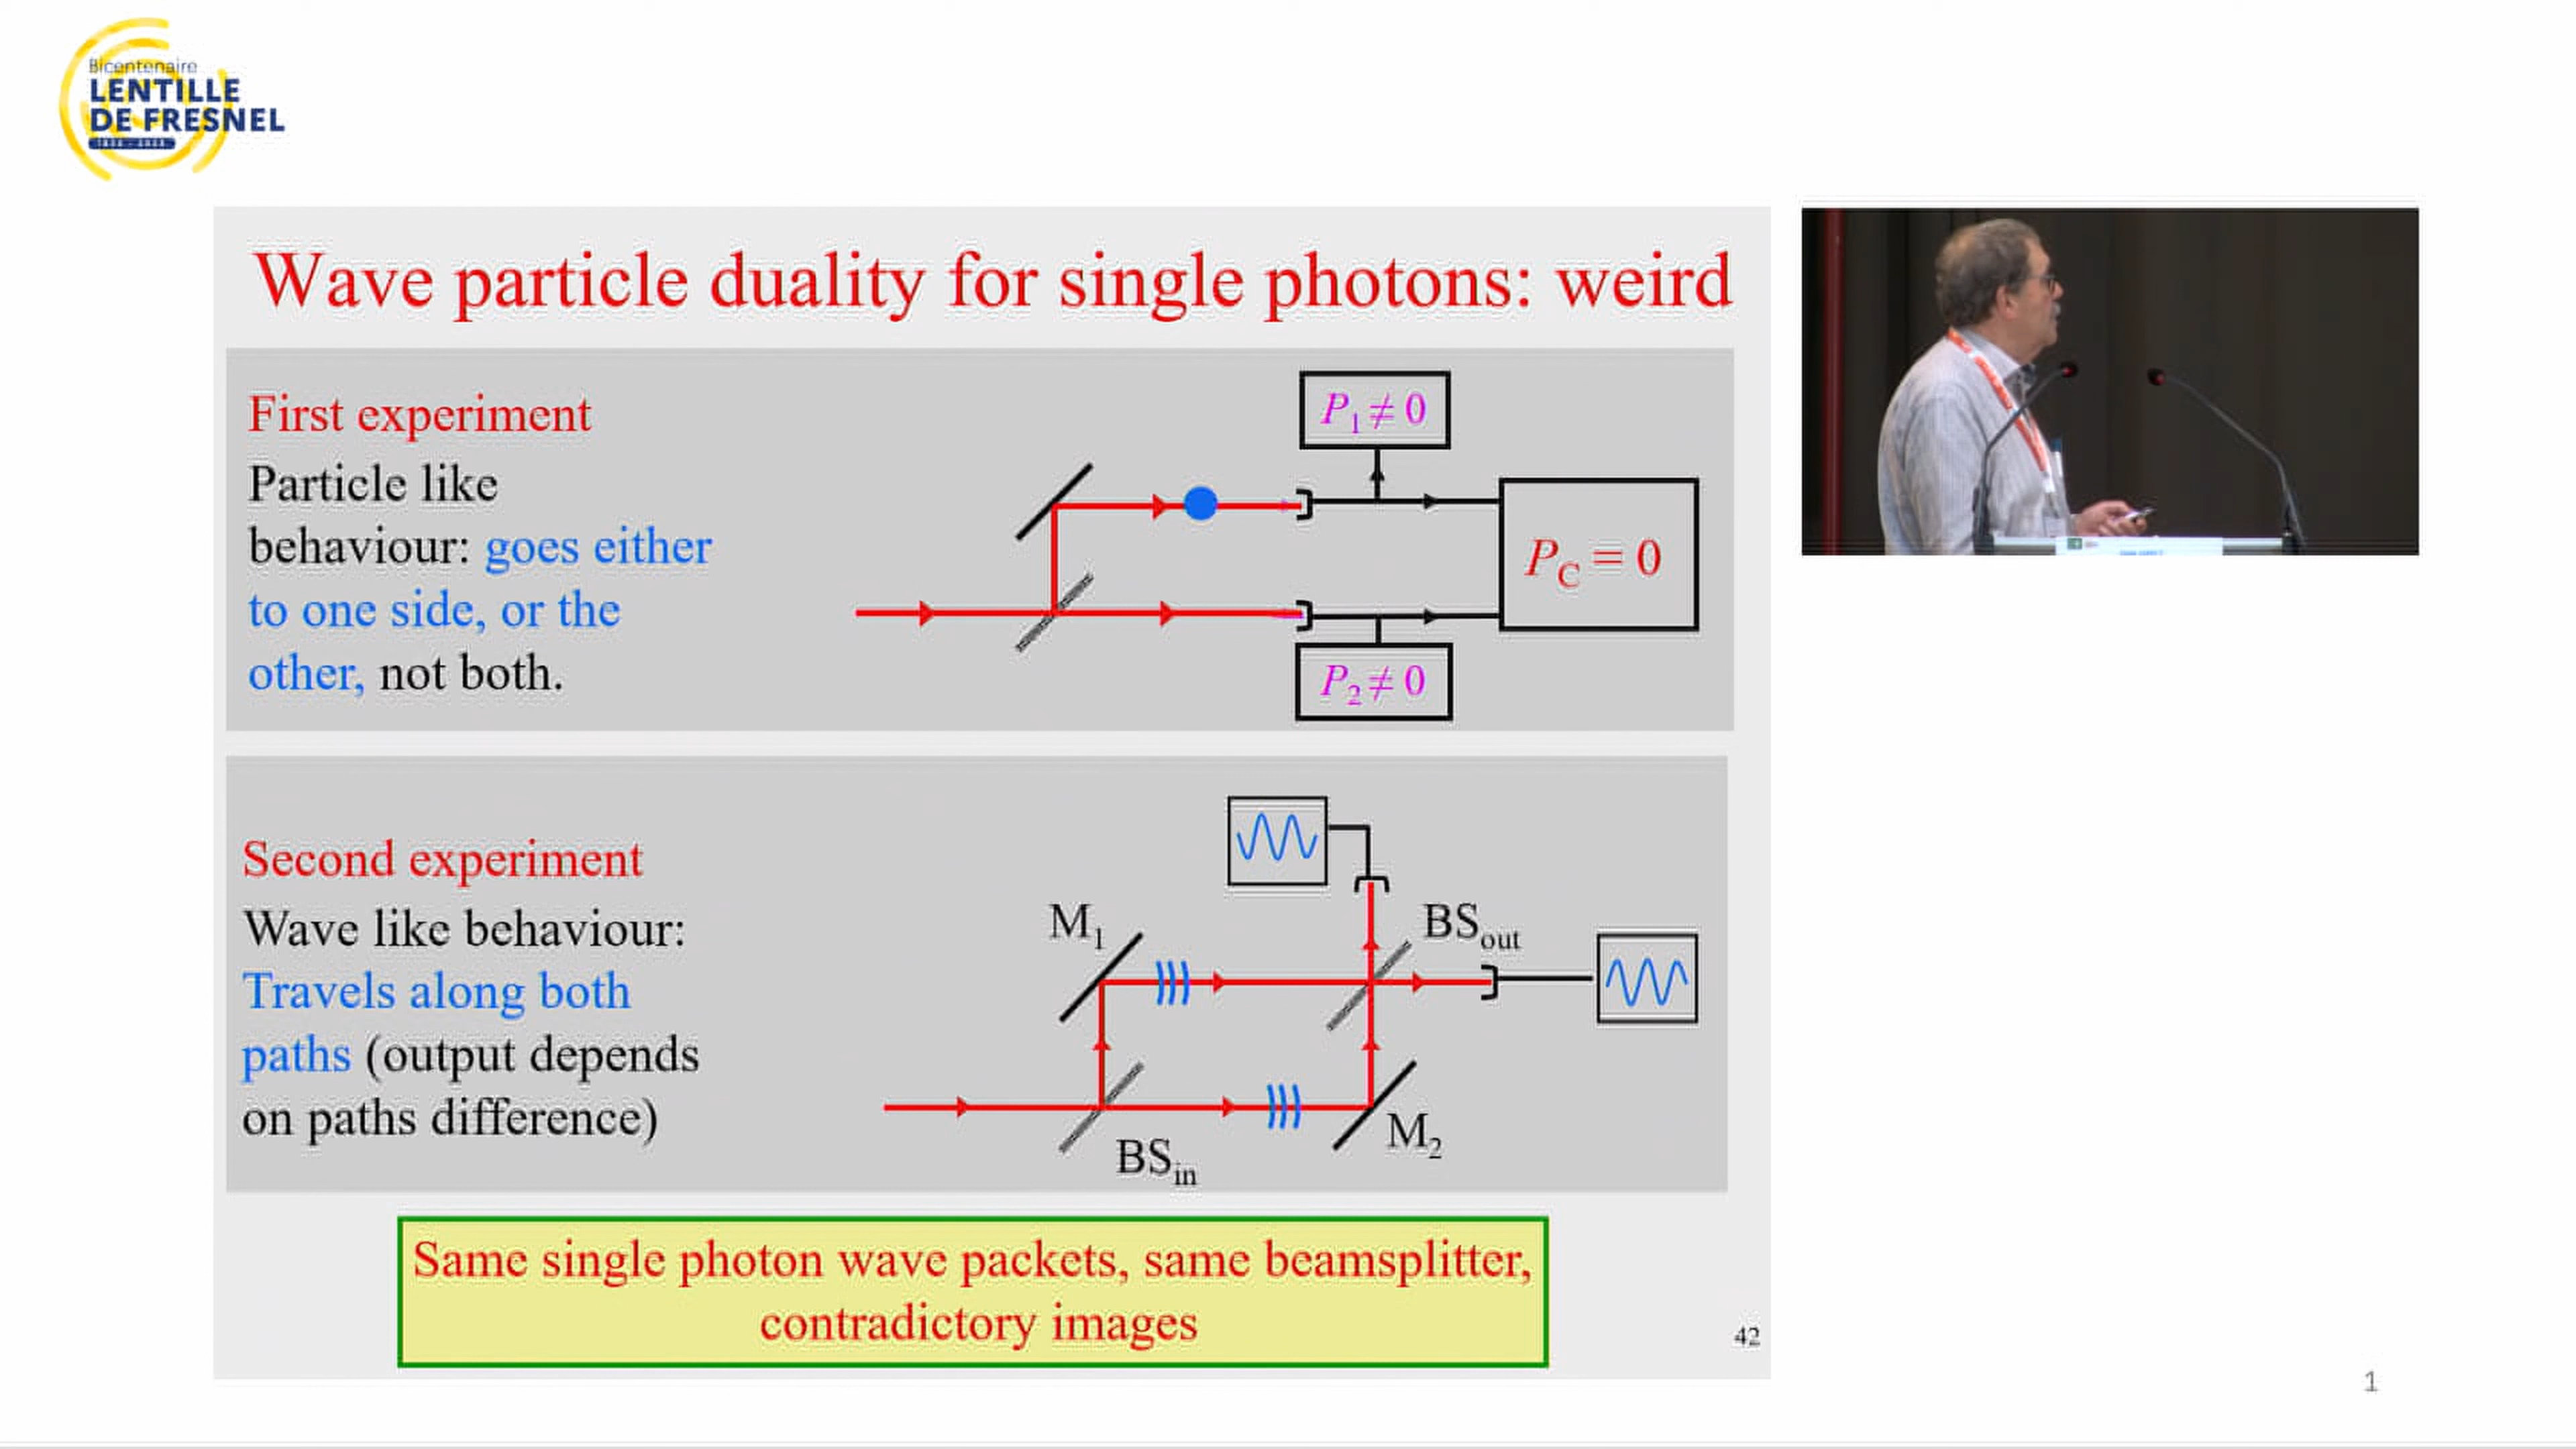 Bicentenaire
LENTILLE
DE FRESNEL
Wave particle duality for single photons: weird
First experiment
Particle like
behaviour: goes either
to one side, or the
other, not both.
P₁ ≠ 0
P_C = 0
P₂ ≠ 0
Second experiment
Wave like behaviour:
Travels along both
paths (output depends
on paths difference)
M₁
BS_out
BS_in
M₂
Same single photon wave packets, same beamsplitter,
contradictory images
42
1